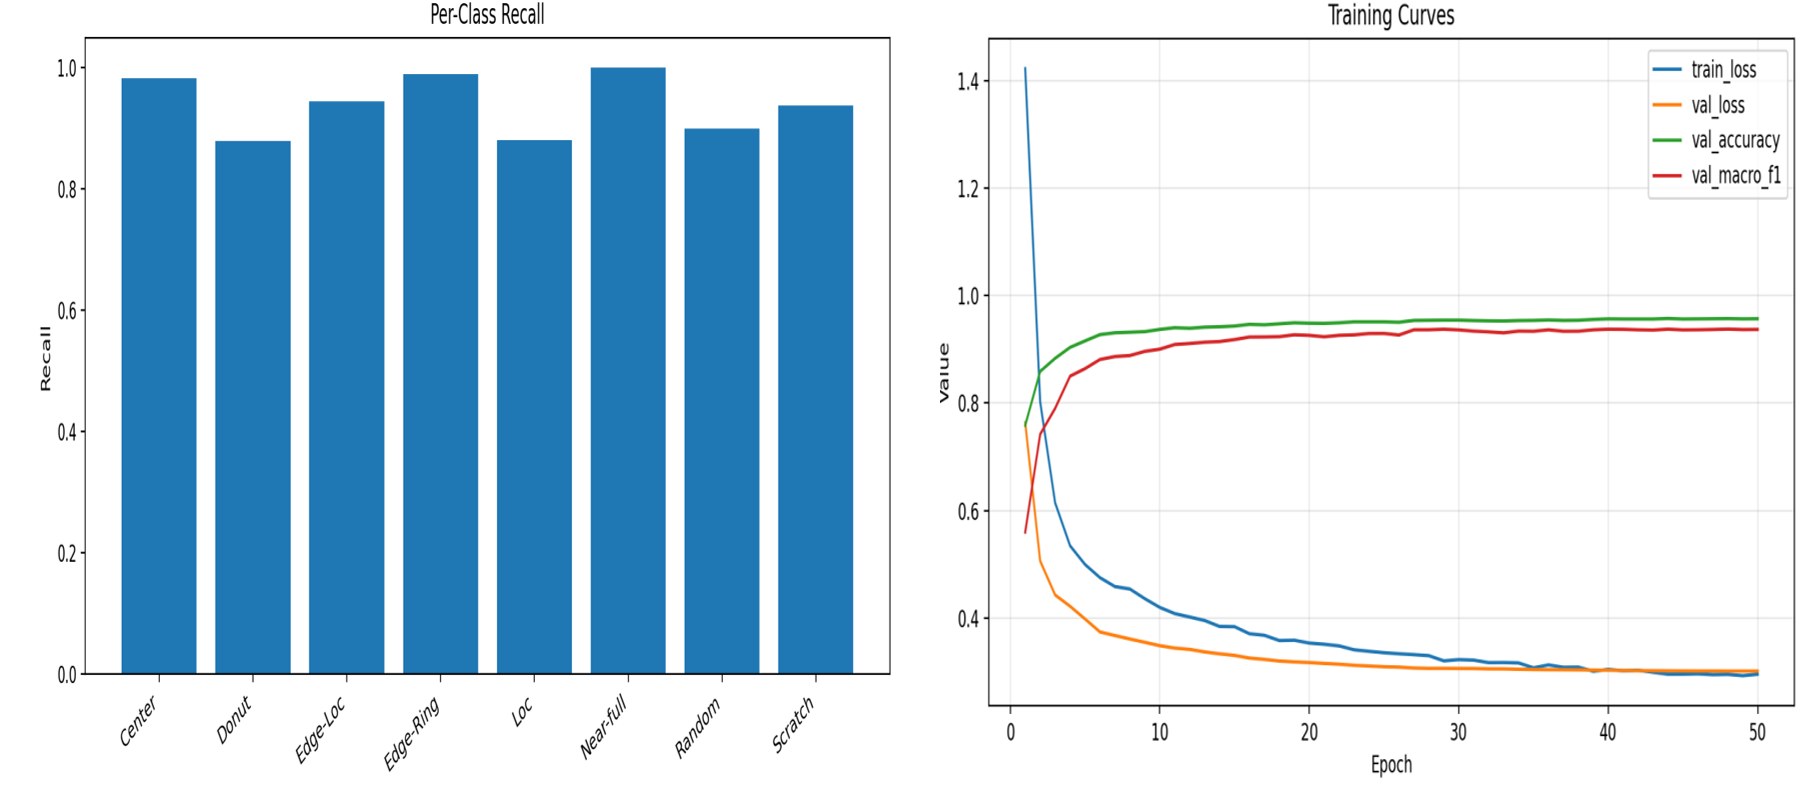 Per-Class Recall
1.0
0.8
0.6
0.4
0.2
0.0
Recall
Center
Donut
Edge-Loc
Edge-Ring
Loc
Near-full
Random
Scratch
Training Curves
1.4
1.2
1.0
0.8
0.6
0.4
value
train_loss
val_loss
val_accuracy
val_macro_f1
0 10 20 30 40 50
Epoch